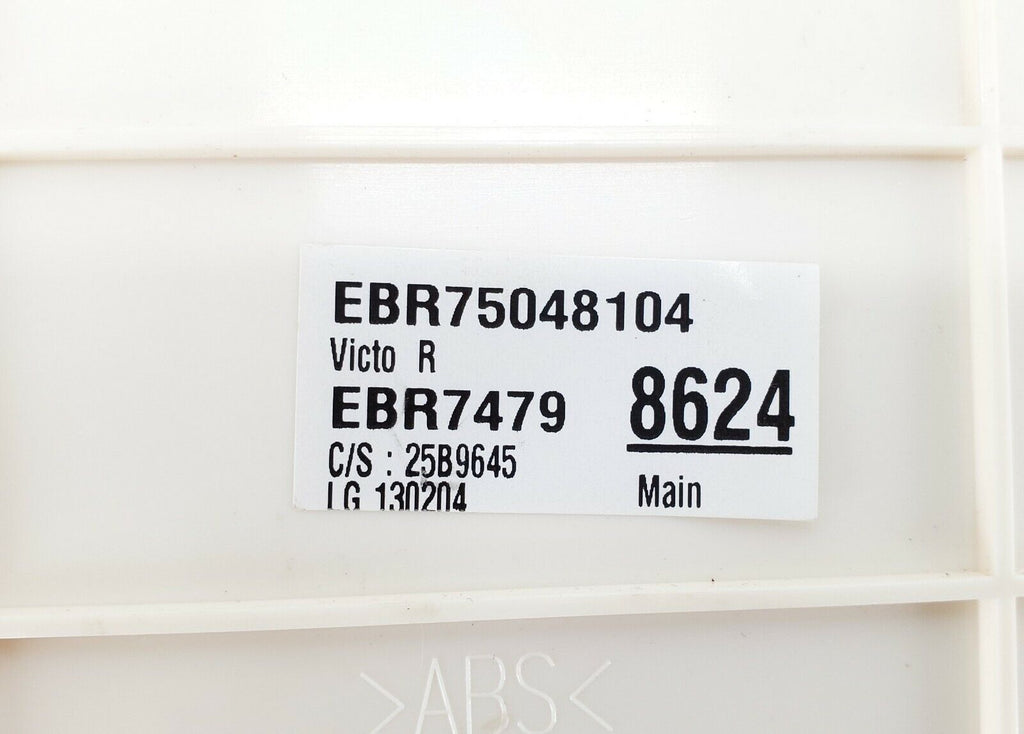 EBR75048104
Victo R
EBR7479 8624
C/S : 25B9645
LG 130204 Main
>ABS<